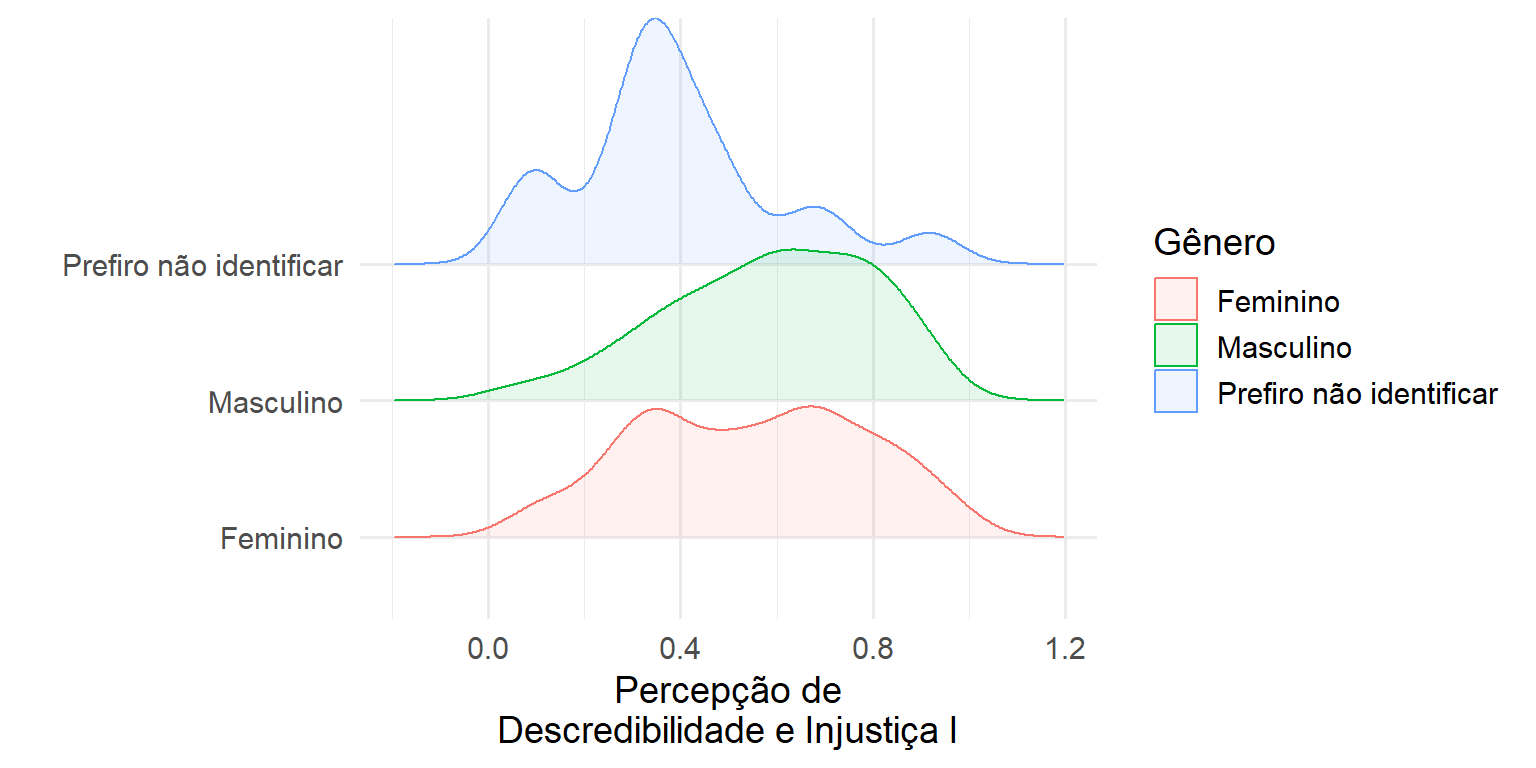 Prefiro não identificar
Masculino
Feminino
0.0 0.4 0.8 1.2
Percepção de
Descredibilidade e Injustiça I
Gênero
Feminino
Masculino
Prefiro não identificar